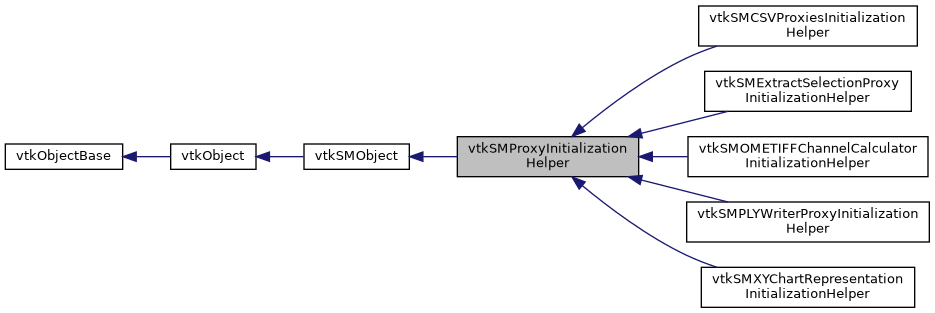 vtkObjectBase
vtkObject
vtkSMObject
vtkSMProxyInitialization
Helper
vtkSMCSVProxiesInitialization
Helper
vtkSMExtractSelectionProxy
InitializationHelper
vtkSMOMETIFFChannelCalculator
InitializationHelper
vtkSMPLYWriterProxyInitialization
Helper
vtkSMXYChartRepresentation
InitializationHelper